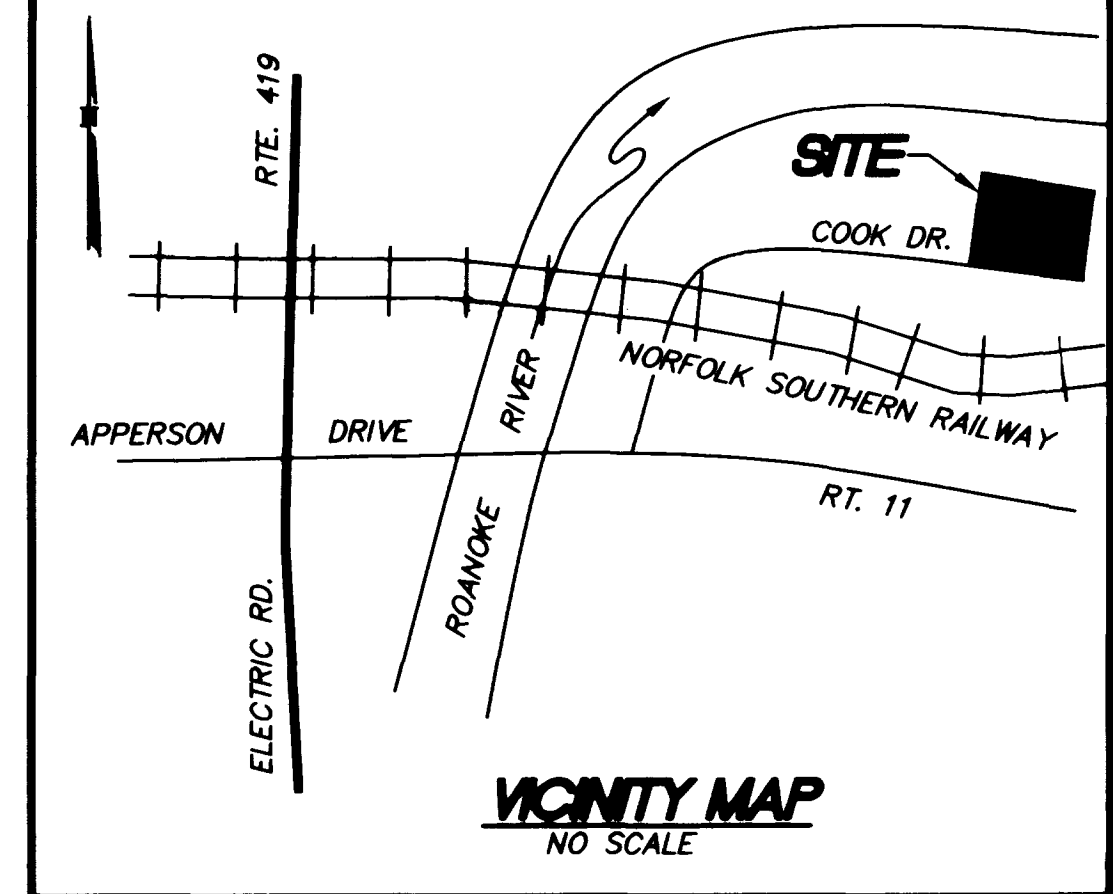 N
RTE. 419
SITE
COOK DR.
NORFOLK SOUTHERN RAILWAY
RIVER
APPERSON DRIVE
RT. 11
ROANOKE
ELECTRIC RD.
VICINITY MAP
NO SCALE